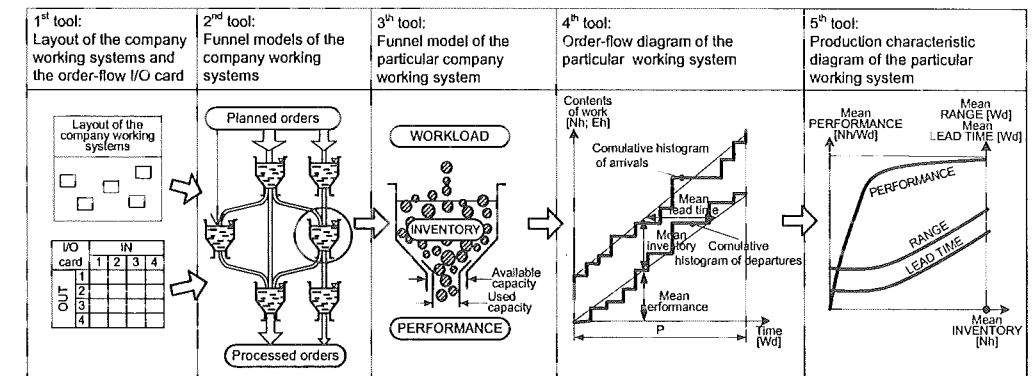 1st tool:
Layout of the company
working systems and
the order-flow I/O card
2nd tool:
Funnel models of the
company working
systems
3th tool:
Funnel model of the
particular company
working system
4th tool:
Order-flow diagram of the
particular working system
5th tool:
Production characteristic
diagram of the particular
working system
Layout of the
company working
systems
I/O
card
IN
1 2 3 4
OUT
1
2
3
4
Planned orders
Processed orders
WORKLOAD
INVENTORY
Available
capacity
Used
capacity
PERFORMANCE
Contents
of work
[Nh; Eh]
Comulative histogram
of arrivals
Mean
lead time
Mean
inventory
Comulative
histogram of departures
Mean
performance
P
Time
[Wd]
Mean
PERFORMANCE
[Nh/Wd]
Mean
RANGE [Wd]
Mean
LEAD TIME [Wd]
PERFORMANCE
RANGE
LEAD TIME
Mean
INVENTORY
[Nh]